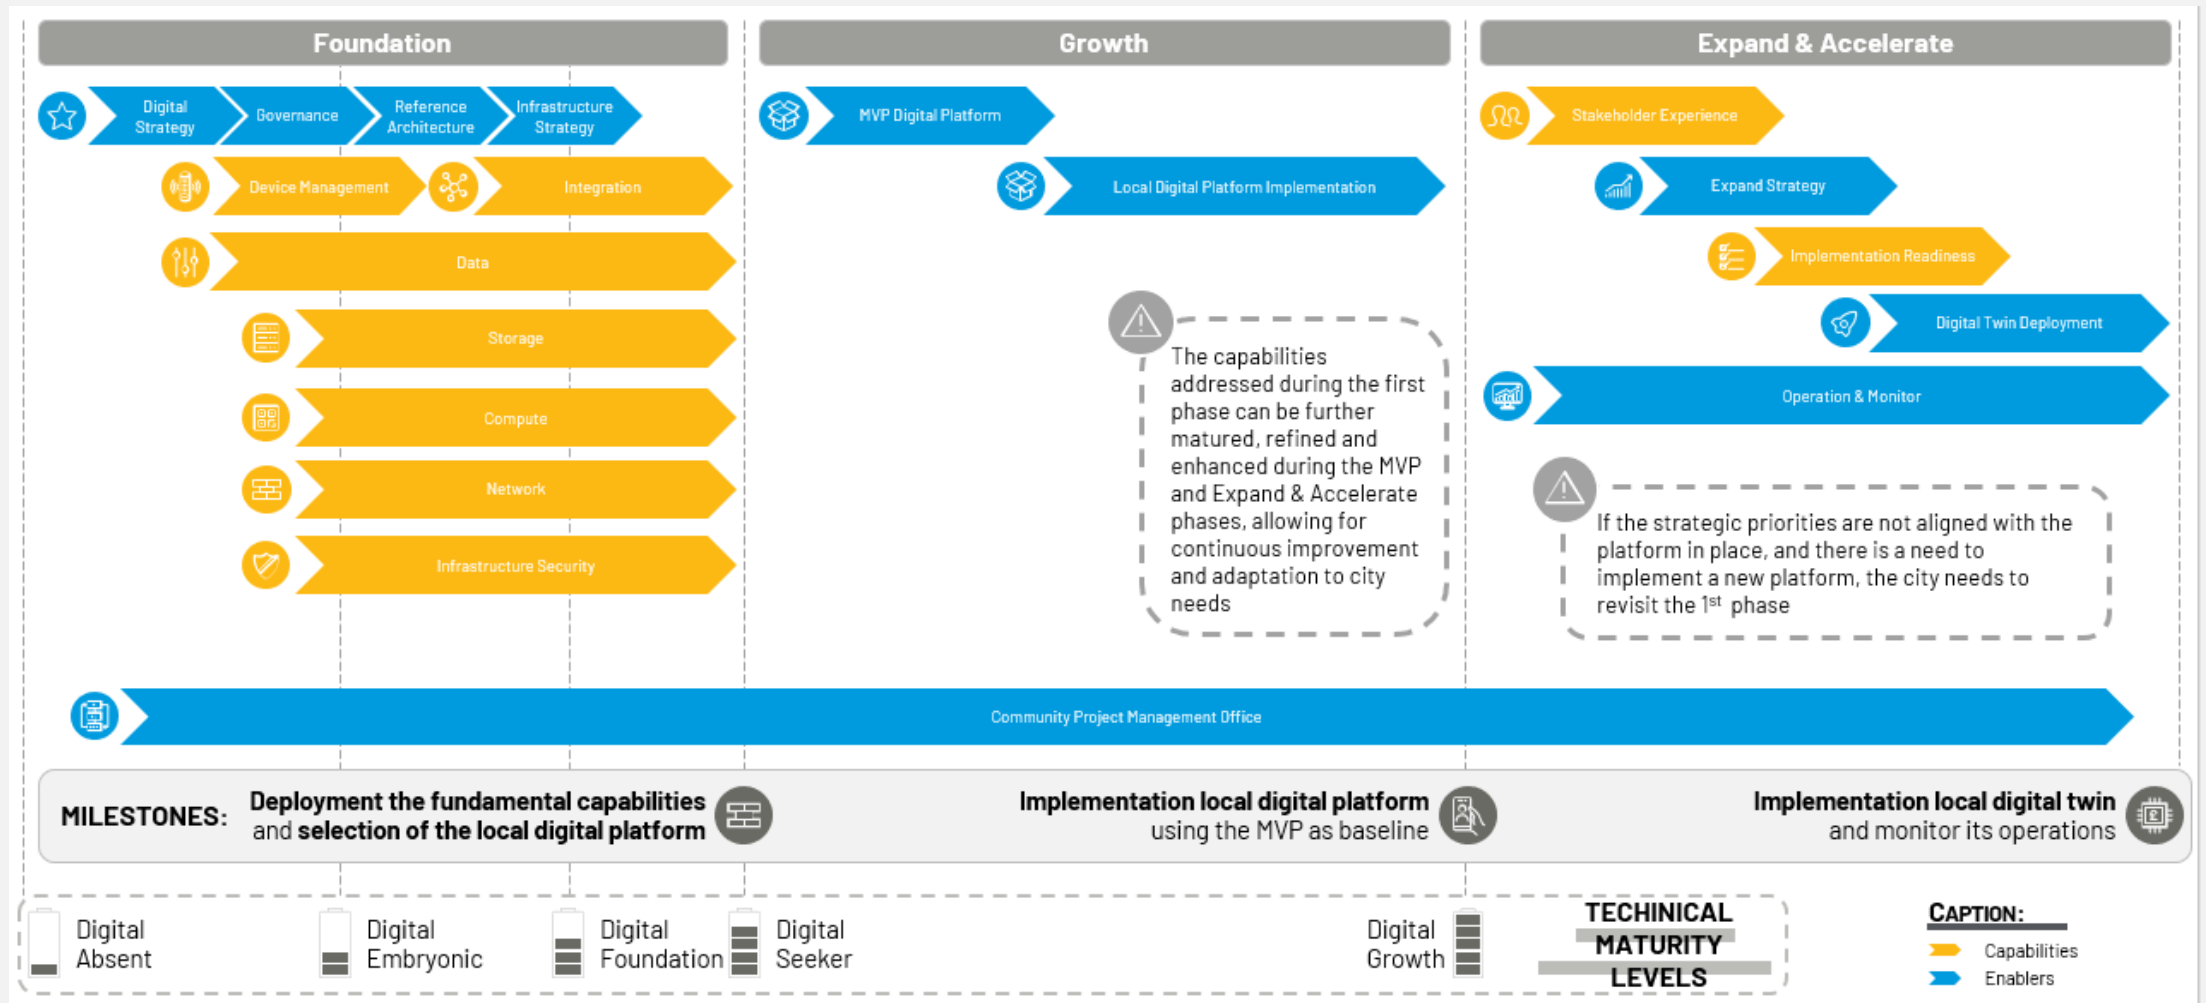 Foundation
Growth
Expand & Accelerate
Digital
Strategy
Governance
Reference
Architecture
Infrastructure
Strategy
MVP Digital Platform
Stakeholder Experience
Device Management
Integration
Local Digital Platform Implementation
Expand Strategy
Data
Implementation Readiness
Storage
Digital Twin Deployment
Compute
Operation & Monitor
Network
Infrastructure Security
The capabilities
addressed during the first
phase can be further
matured, refined and
enhanced during the MVP
and Expand & Accelerate
phases, allowing for
continuous improvement
and adaptation to city
needs
If the strategic priorities are not aligned with the
platform in place, and there is a need to
implement a new platform, the city needs to
revisit the 1st phase
Community Project Management Office
MILESTONES:
Deployment the fundamental capabilities
and selection of the local digital platform
Implementation local digital platform
using the MVP as baseline
Implementation local digital twin
and monitor its operations
Digital
Absent
Digital
Embryonic
Digital
Foundation
Digital
Seeker
Digital
Growth
TECHINICAL
MATURITY
LEVELS
CAPTION:
Capabilities
Enablers